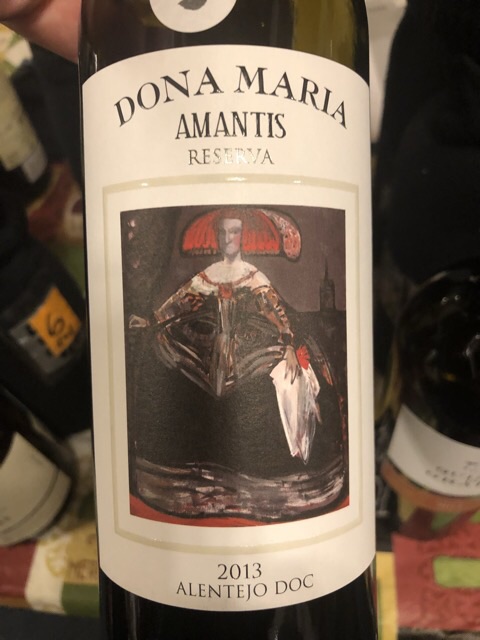 DONA MARIA
AMANTIS
RESERVA
2013
ALENTEJO DOC